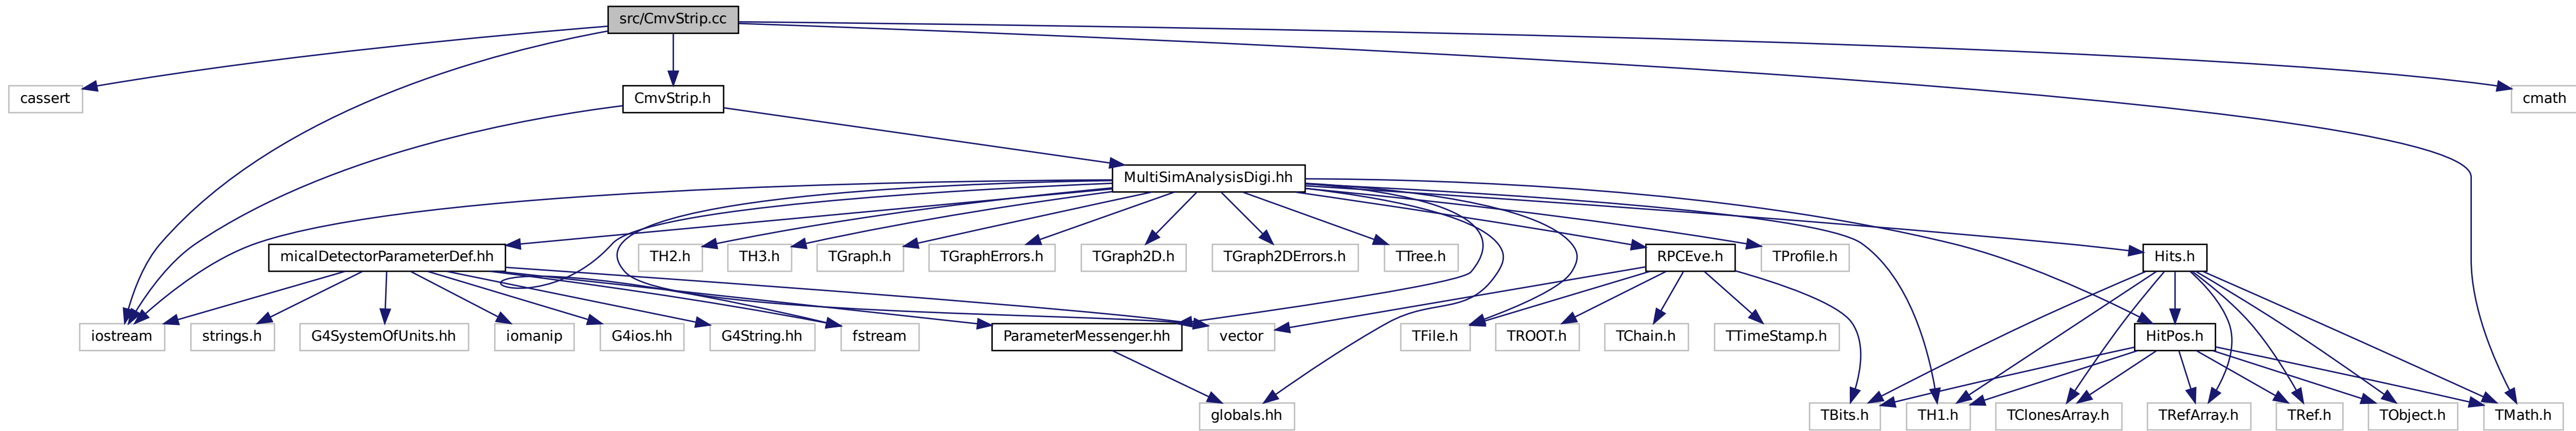 src/CmvStrip.cc
cassert
CmvStrip.h
cmath
MultiSimAnalysisDigi.hh
micalDetectorParameterDef.hh
TH2.h
TH3.h
TGraph.h
TGraphErrors.h
TGraph2D.h
TGraph2DErrors.h
TTree.h
RPCEve.h
TProfile.h
Hits.h
iostream
strings.h
G4SystemOfUnits.hh
iomanip
G4ios.hh
G4String.hh
fstream
ParameterMessenger.hh
vector
TFile.h
TROOT.h
TChain.h
TTimeStamp.h
HitPos.h
globals.hh
TBits.h
TH1.h
TClonesArray.h
TRefArray.h
TRef.h
TObject.h
TMath.h